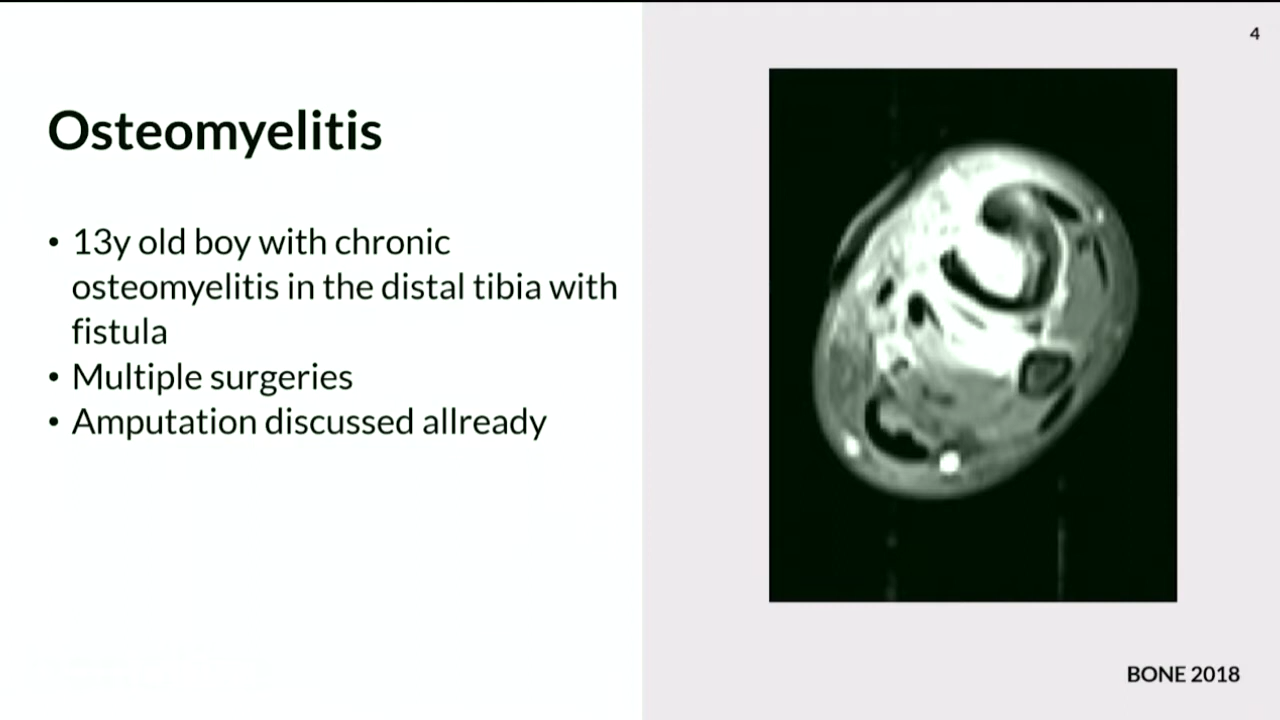 4
Osteomyelitis
• 13y old boy with chronic
osteomyelitis in the distal tibia with
fistula
• Multiple surgeries
• Amputation discussed allready
BONE 2018